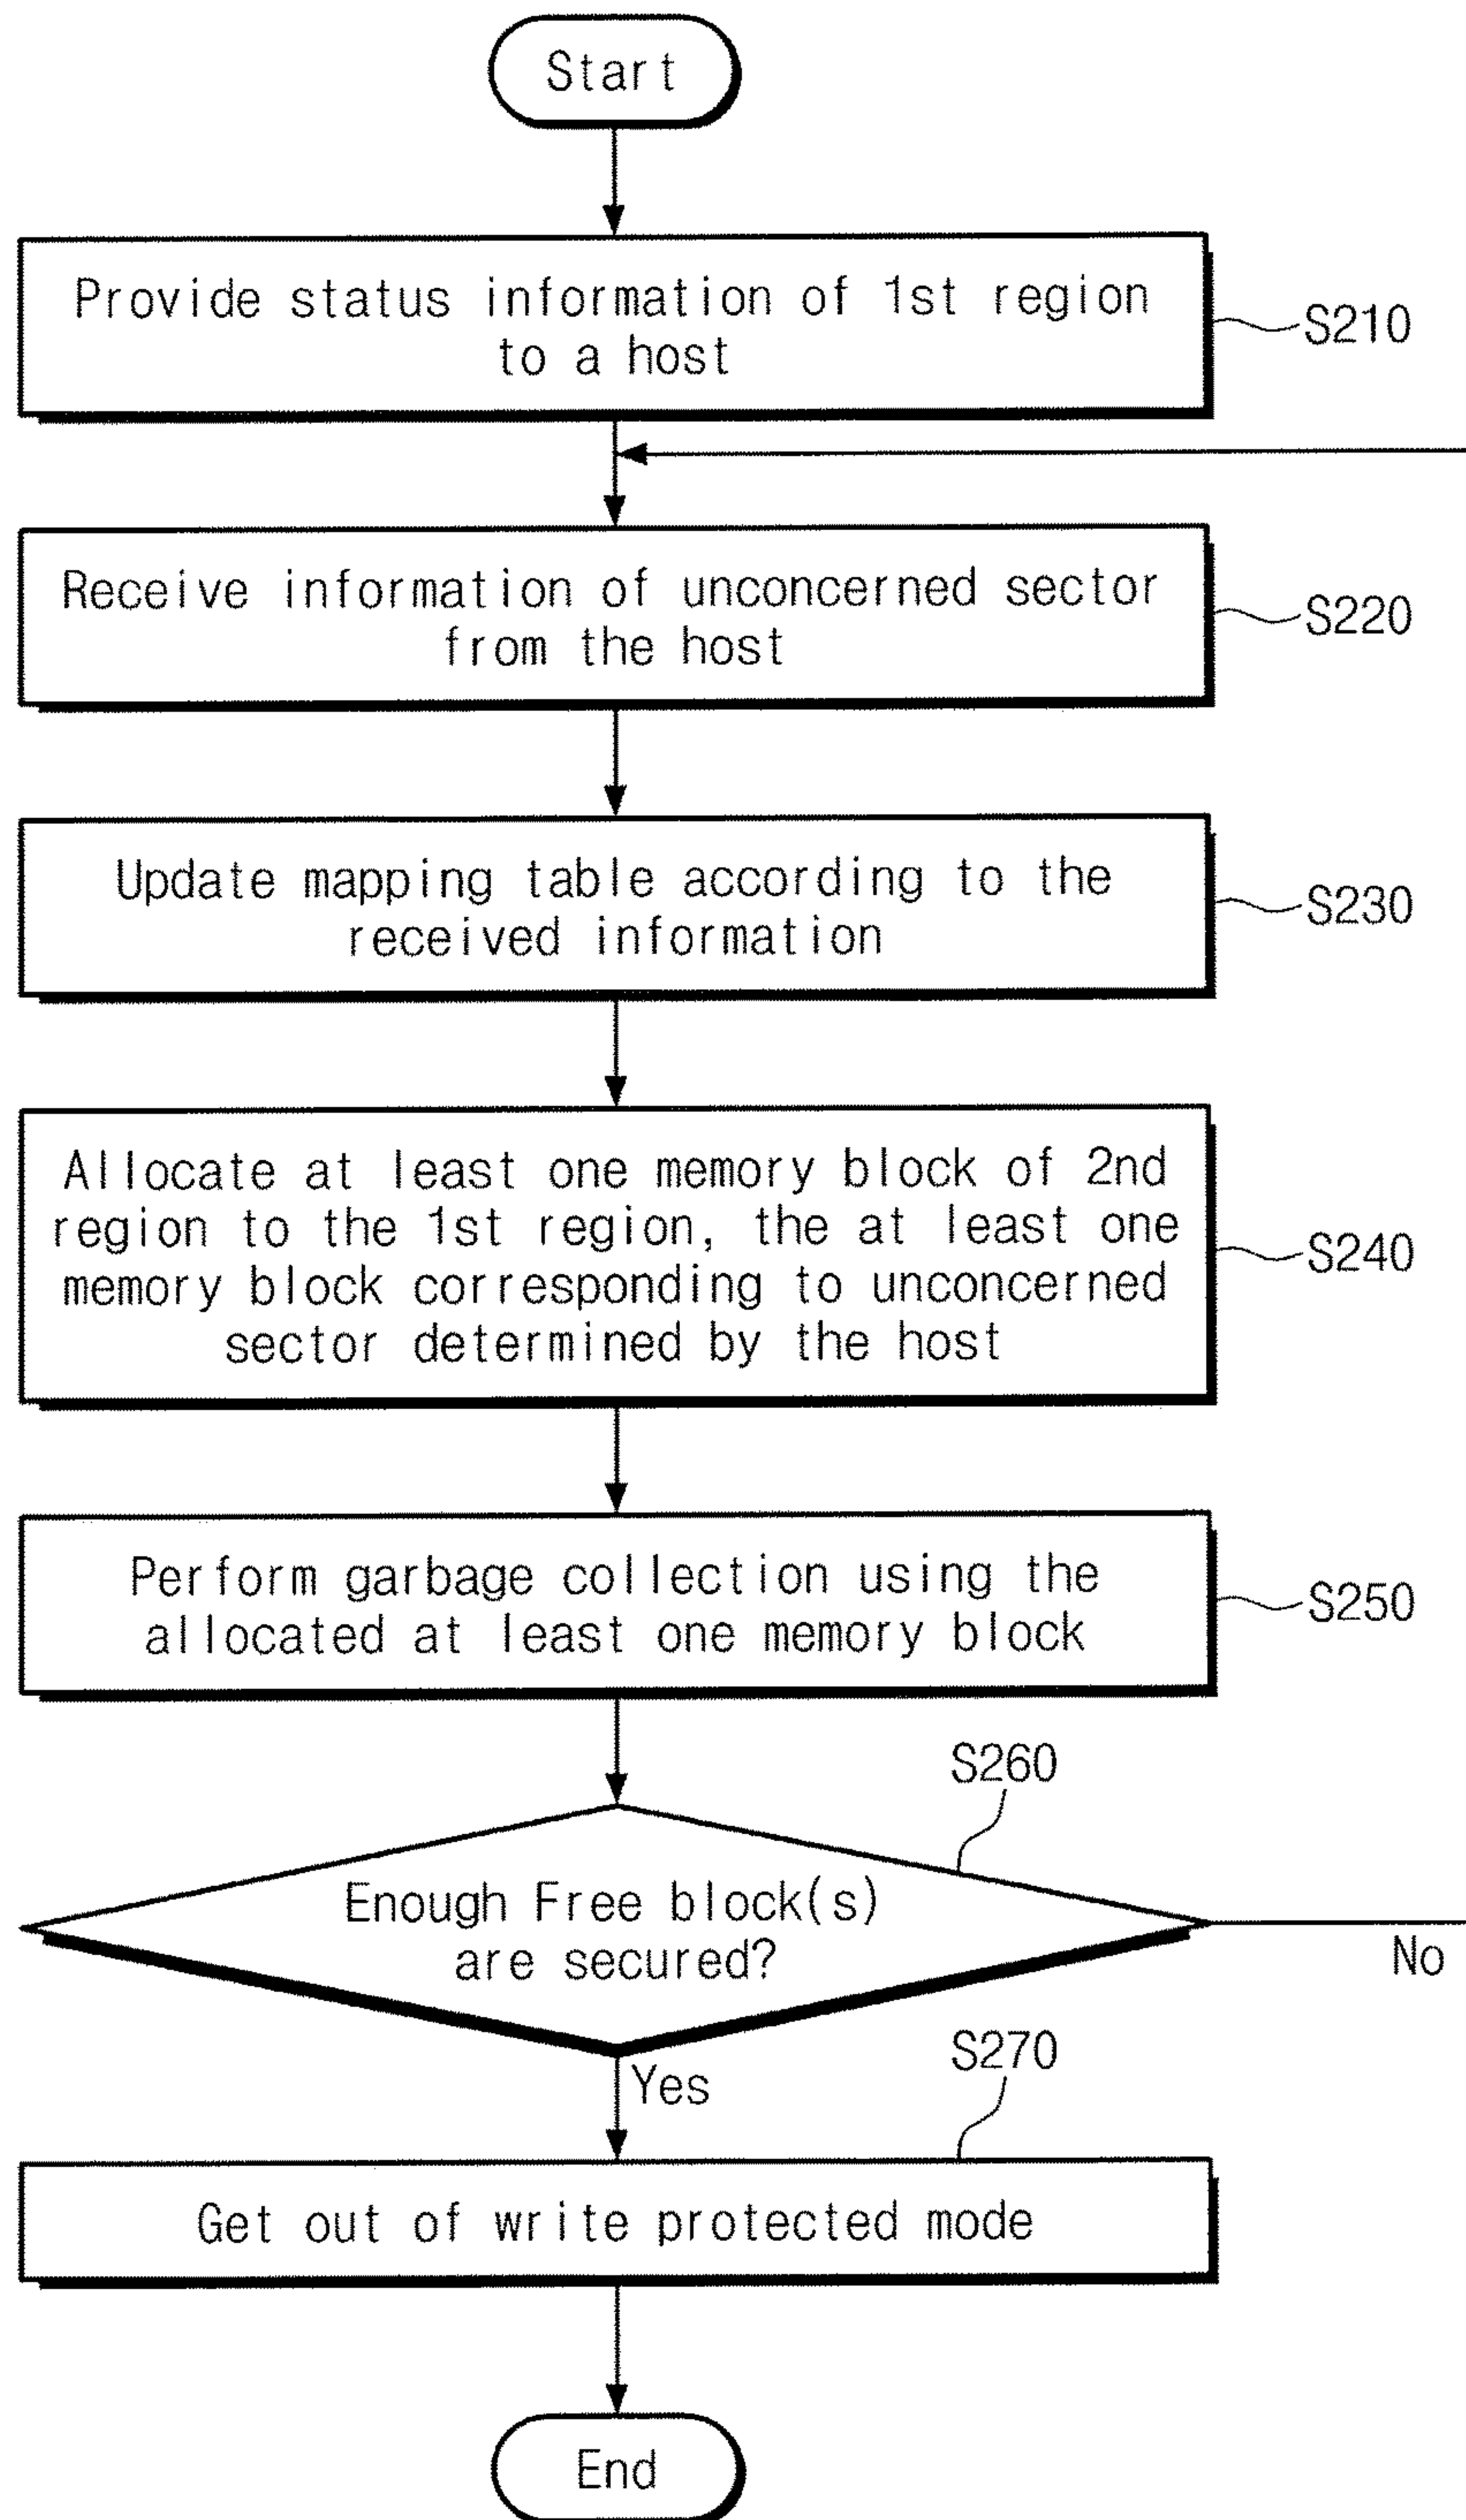 Start
Provide status information of 1st region
to a host
S210
Receive information of unconcerned sector
from the host
S220
Update mapping table according to the
received information
S230
Allocate at least one memory block of 2nd
region to the 1st region, the at least one
memory block corresponding to unconcerned
sector determined by the host
S240
Perform garbage collection using the
allocated at least one memory block
S250
S260
Enough Free block(s)
are secured?
No
Yes
S270
Get out of write protected mode
End